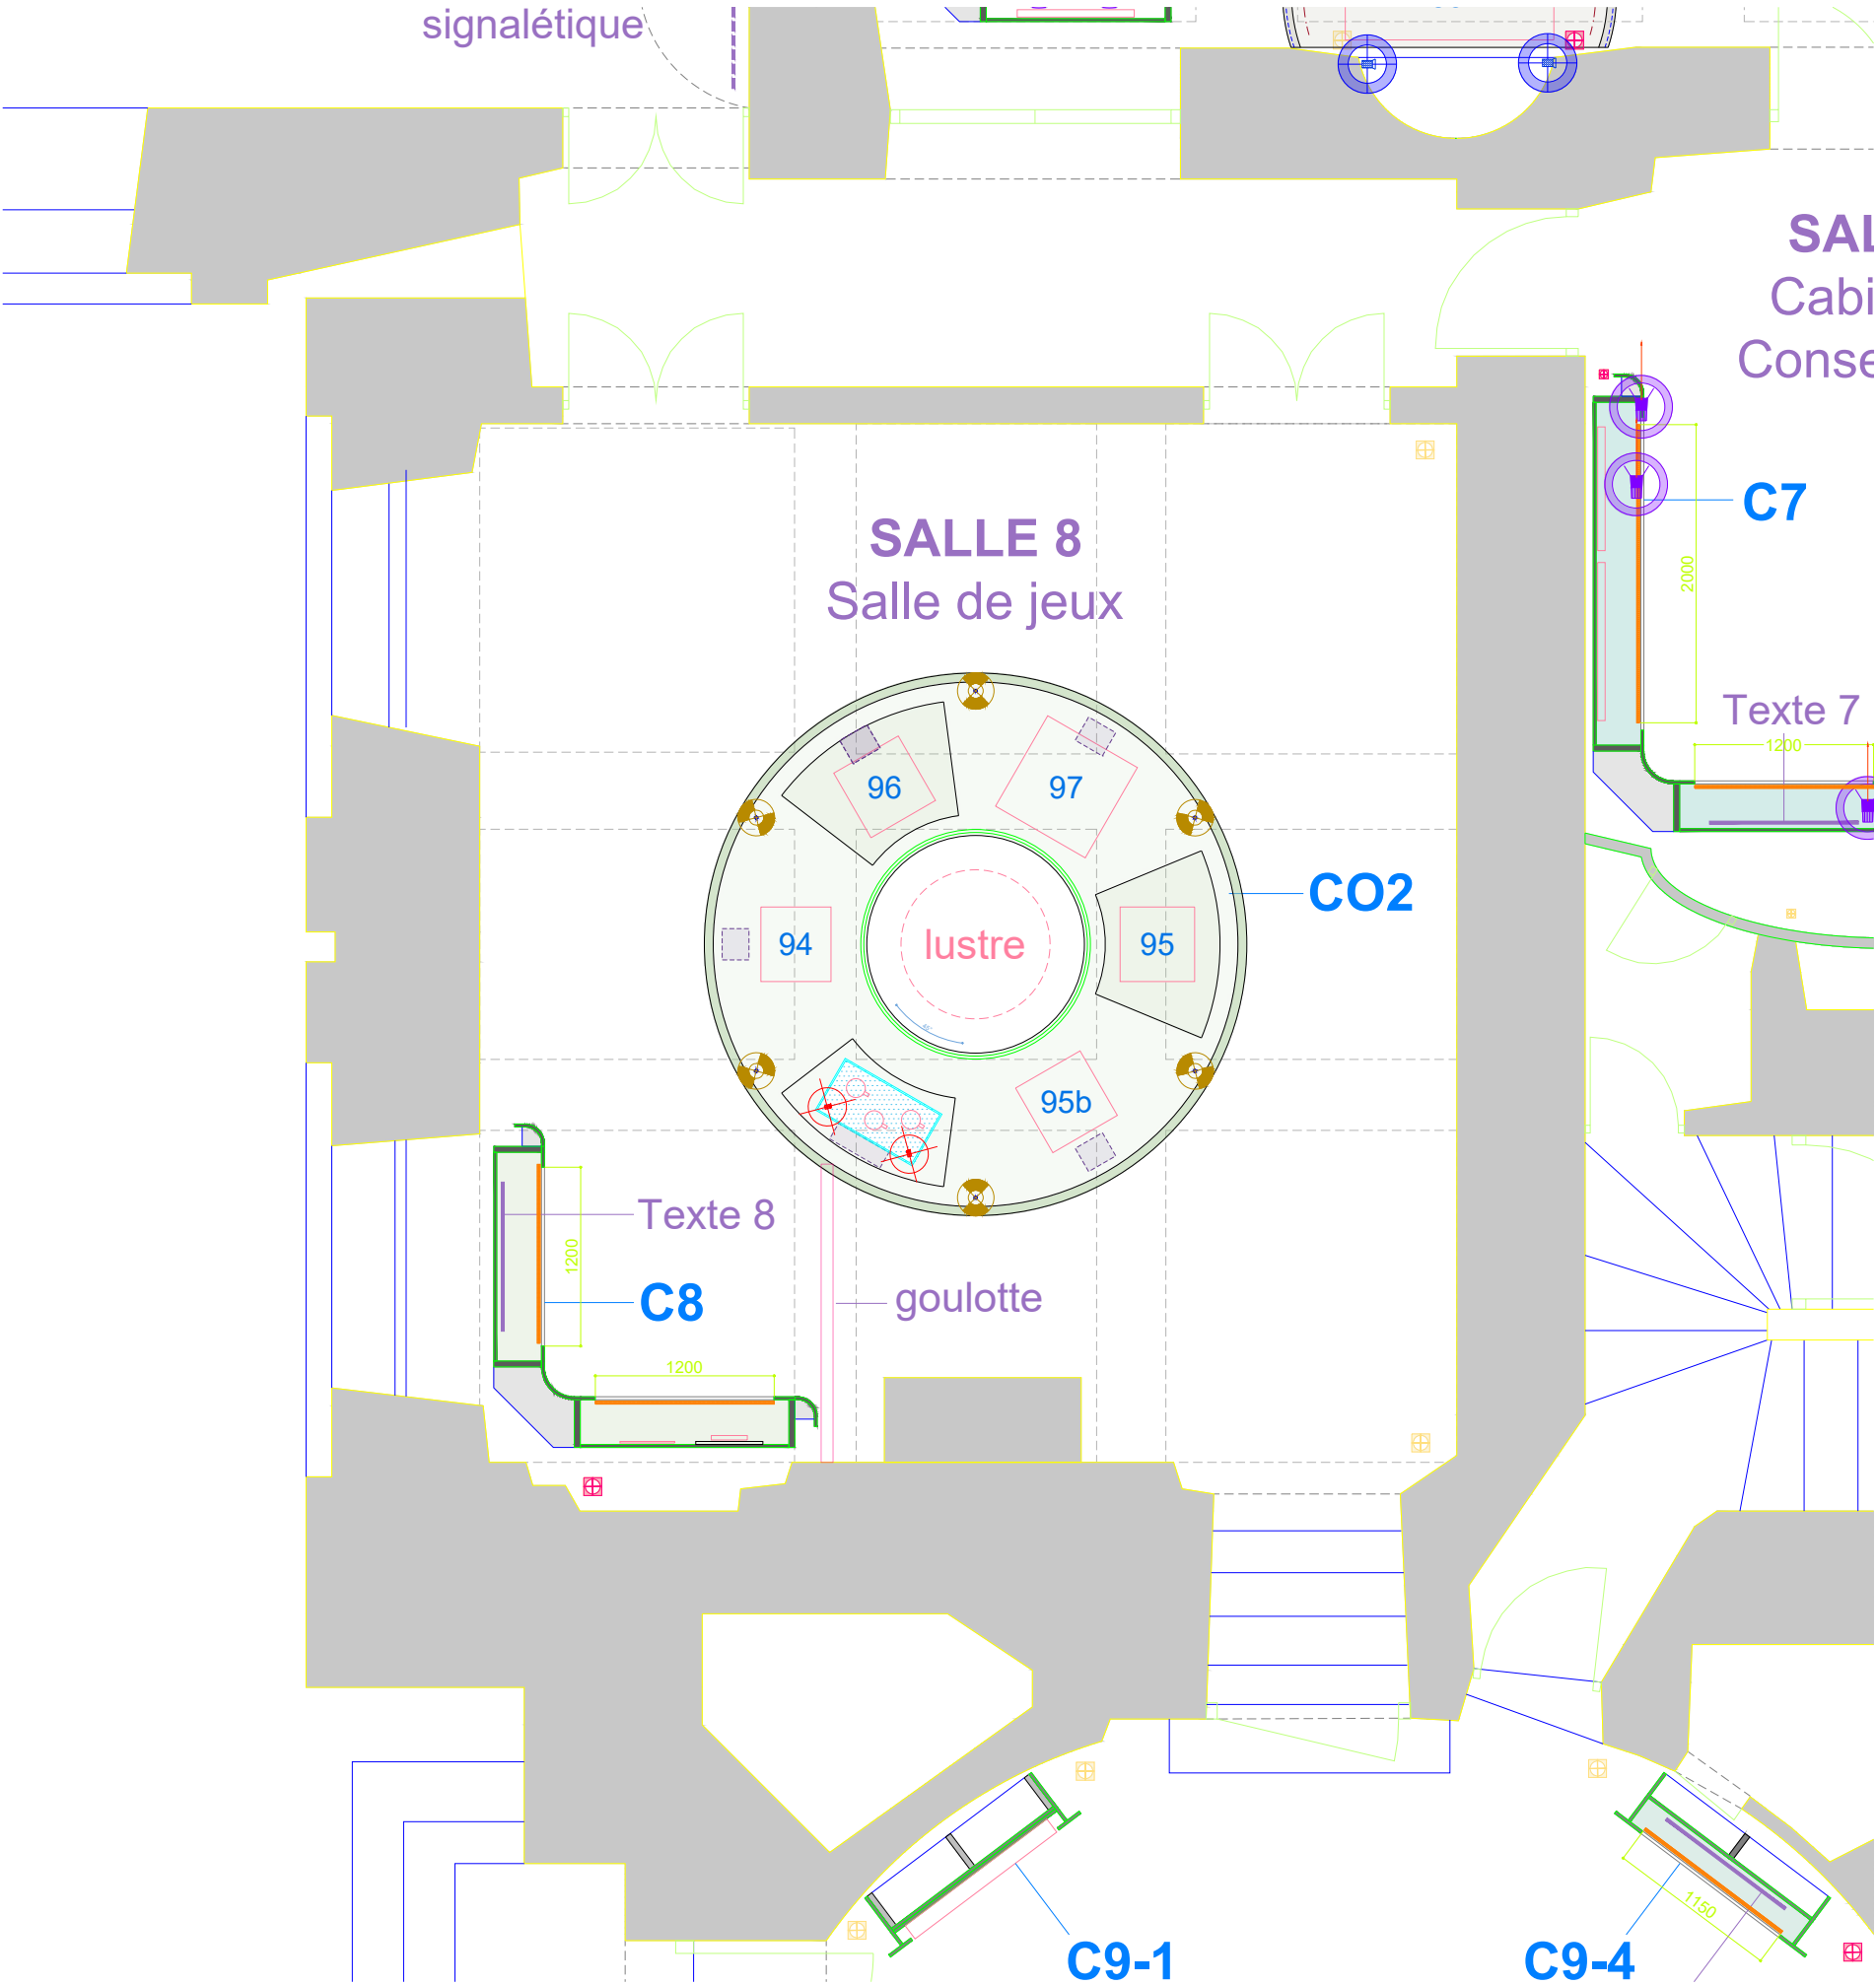 signalétique
SAL
Cabi
Conse
C7
2000
SALLE 8
Salle de jeux
Texte 7
1200
96
97
CO2
94
lustre
95
45°
95b
Texte 8
1200
C8
goulotte
1200
1150
C9-1
C9-4